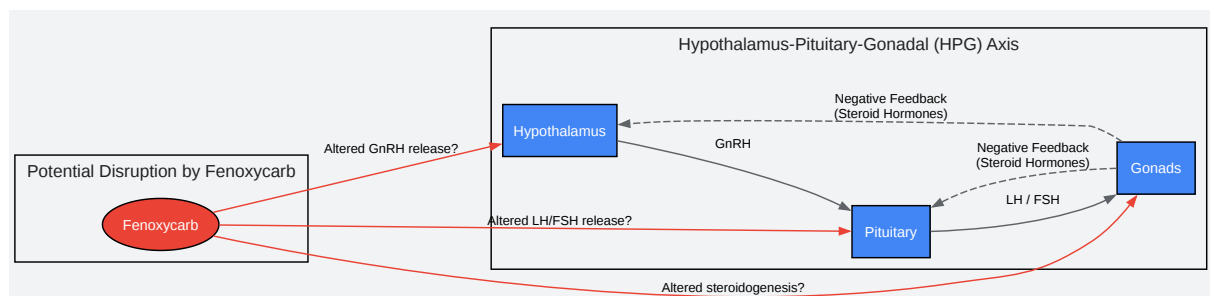 Hypothalamus-Pituitary-Gonadal (HPG) Axis
Negative Feedback
(Steroid Hormones)
Hypothalamus
GnRH
Altered GnRH release?
Negative Feedback
(Steroid Hormones)
Gonads
Potential Disruption by Fenoxycarb
LH / FSH
Fenoxycarb
Altered LH/FSH release?
Pituitary
Altered steroidogenesis?